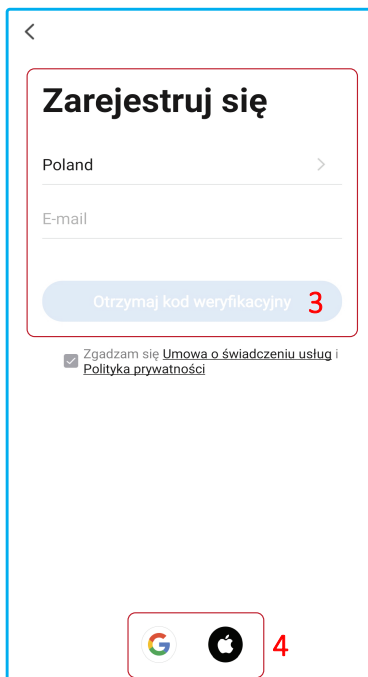 Zarejestruj się
Poland
E-mail
Otrzymaj kod weryfikacyjny 3
Zgadzam się Umowa o świadczeniu usług i
Polityka prywatności
4